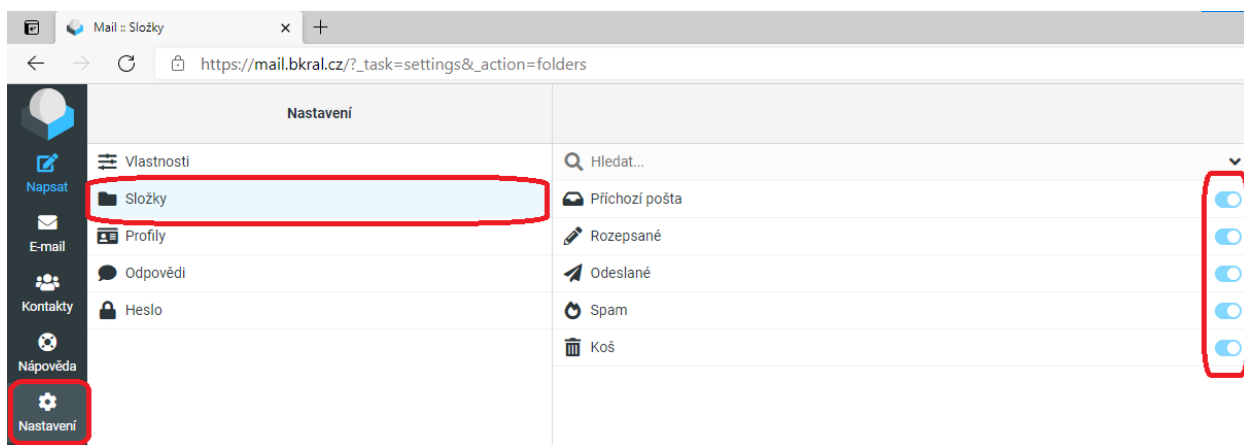 Mail :: Složky
https://mail.bkral.cz/?_task=settings&_action=folders
Nastavení
Napsat
E-mail
Kontakty
Nápověda
Nastavení
Vlastnosti
Složky
Profily
Odpovědi
Heslo
Hledat...
Příchozí pošta
Rozepsané
Odeslané
Spam
Koš